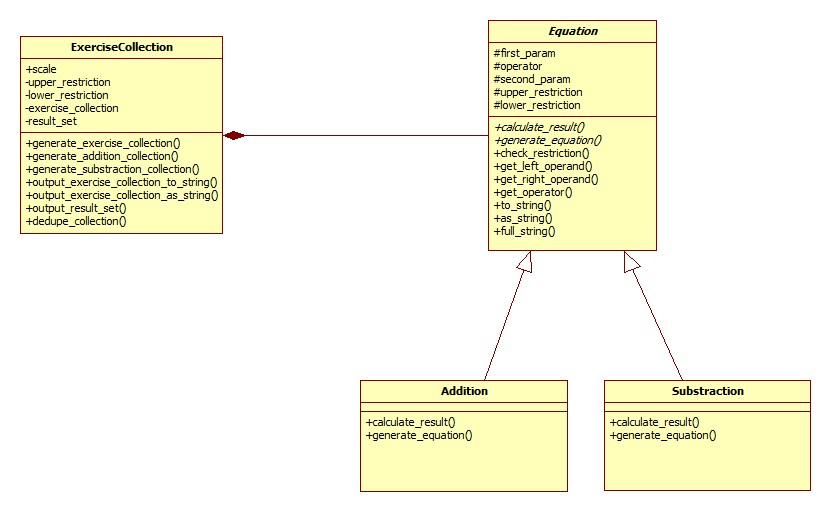 ExerciseCollection
+scale
-upper_restriction
-lower_restriction
-exercise_collection
-result_set
+generate_exercise_collection()
+generate_addition_collection()
+generate_substraction_collection()
+output_exercise_collection_to_string()
+output_exercise_collection_as_string()
+output_result_set()
+dedupe_collection()
Equation
#first_param
#operator
#second_param
#upper_restriction
#lower_restriction
+calculate_result()
+generate_equation()
+check_restriction()
+get_left_operand()
+get_right_operand()
+get_operator()
+to_string()
+as_string()
+full_string()
Addition
+calculate_result()
+generate_equation()
Substraction
+calculate_result()
+generate_equation()